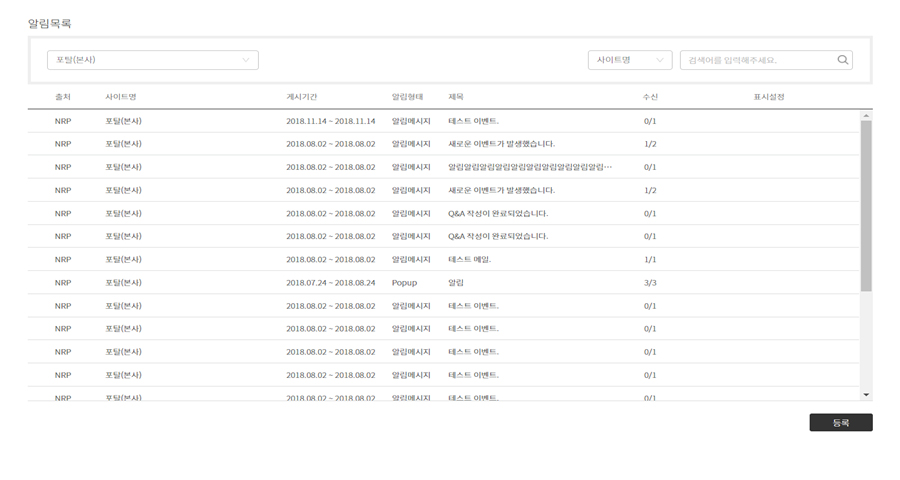 알림목록
포탈(본사) 사이트명 검색어를 입력해주세요.
출처 사이트명 게시기간 알림형태 제목 수신 표시설정
NRP 포탈(본사) 2018.11.14 ~ 2018.11.14 알림메시지 테스트 이벤트. 0/1
NRP 포탈(본사) 2018.08.02 ~ 2018.08.02 알림메시지 새로운 이벤트가 발생했습니다. 1/2
NRP 포탈(본사) 2018.08.02 ~ 2018.08.02 알림메시지 알림알림알림알림알림알림알림알림알림알림… 0/1
NRP 포탈(본사) 2018.08.02 ~ 2018.08.02 알림메시지 새로운 이벤트가 발생했습니다. 1/2
NRP 포탈(본사) 2018.08.02 ~ 2018.08.02 알림메시지 Q&A 작성이 완료되었습니다. 0/1
NRP 포탈(본사) 2018.08.02 ~ 2018.08.02 알림메시지 Q&A 작성이 완료되었습니다. 0/1
NRP 포탈(본사) 2018.08.02 ~ 2018.08.02 알림메시지 테스트 메일. 1/1
NRP 포탈(본사) 2018.07.24 ~ 2018.08.24 Popup 알림 3/3
NRP 포탈(본사) 2018.08.02 ~ 2018.08.02 알림메시지 테스트 이벤트. 0/1
NRP 포탈(본사) 2018.08.02 ~ 2018.08.02 알림메시지 테스트 이벤트. 0/1
NRP 포탈(본사) 2018.08.02 ~ 2018.08.02 알림메시지 테스트 이벤트. 0/1
NRP 포탈(본사) 2018.08.02 ~ 2018.08.02 알림메시지 테스트 이벤트. 0/1
NRP 포탈(본사) 2018.08.02 ~ 2018.08.02 알림메시지 테스트 이벤트. 0/1
등록